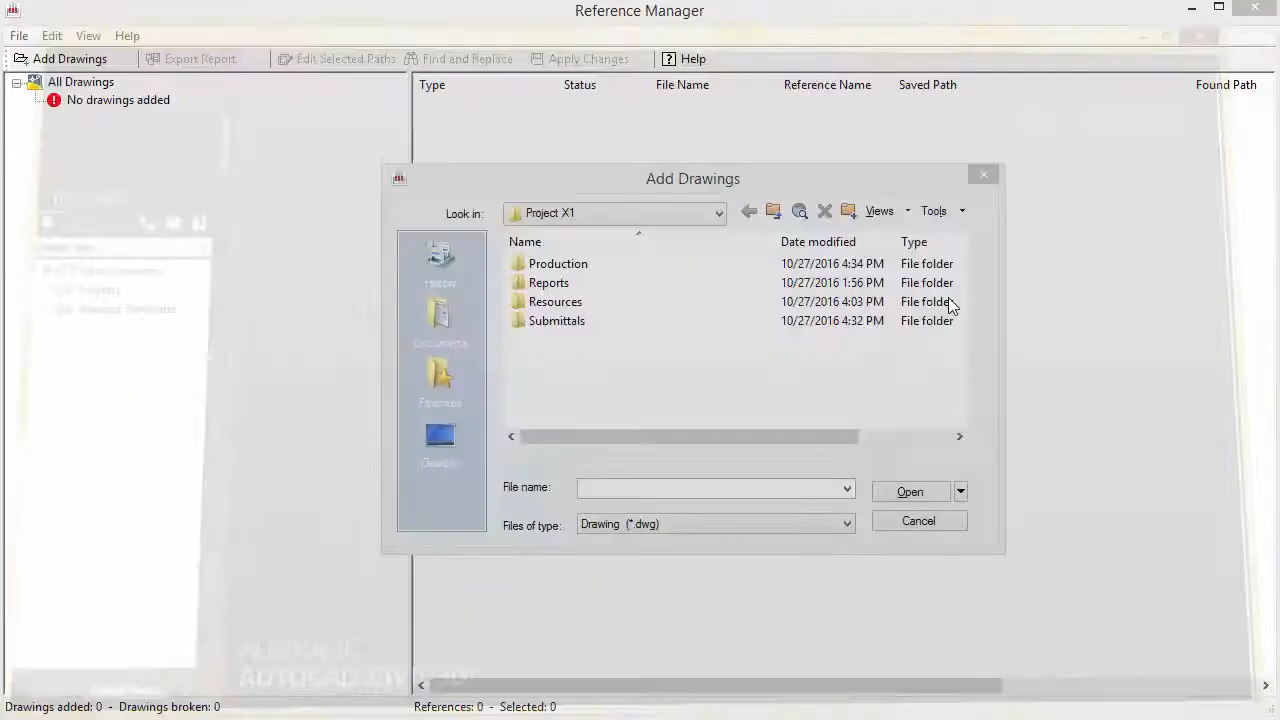 Reference Manager
File Edit View Help
Add Drawings Export Report Edit Selected Paths Find and Replace Apply Changes Help
All Drawings
No drawings added
Type Status File Name Reference Name Saved Path Found Path
Add Drawings
Look in: Project X1 Views Tools
Name Date modified Type
Production 10/27/2016 4:34 PM File folder
Reports 10/27/2016 1:56 PM File folder
Resources 10/27/2016 4:03 PM File folder
Submittals 10/27/2016 4:32 PM File folder
History
Documents
Favorites
Desktop
File name: Open
Files of type: Drawing (*.dwg) Cancel
AUTODESK
Drawings added: 0 - Drawings broken: 0 References: 0 - Selected: 0